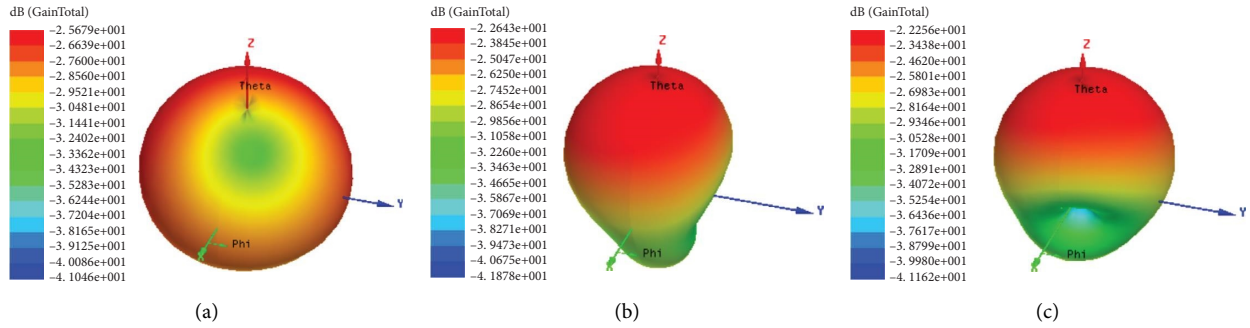 dB (GainTotal)
−2.5679e+001
−2.6639e+001
−2.7600e+001
−2.8560e+001
−2.9521e+001
−3.0481e+001
−3.1441e+001
−3.2402e+001
−3.3362e+001
−3.4323e+001
−3.5283e+001
−3.6244e+001
−3.7204e+001
−3.8165e+001
−3.9125e+001
−4.0086e+001
−4.1046e+001
Z
Theta
Y
Phi
X
(a)
dB (GainTotal)
−2.2643e+001
−2.3845e+001
−2.5047e+001
−2.6250e+001
−2.7452e+001
−2.8654e+001
−2.9856e+001
−3.1058e+001
−3.2260e+001
−3.3463e+001
−3.4665e+001
−3.5867e+001
−3.7069e+001
−3.8271e+001
−3.9473e+001
−4.0675e+001
−4.1878e+001
Z
Theta
Y
Phi
X
(b)
dB (GainTotal)
−2.2256e+001
−2.3438e+001
−2.4620e+001
−2.5801e+001
−2.6983e+001
−2.8164e+001
−2.9346e+001
−3.0528e+001
−3.1709e+001
−3.2891e+001
−3.4072e+001
−3.5254e+001
−3.6436e+001
−3.7617e+001
−3.8799e+001
−3.9980e+001
−4.1162e+001
Z
Theta
Y
Phi
X
(c)